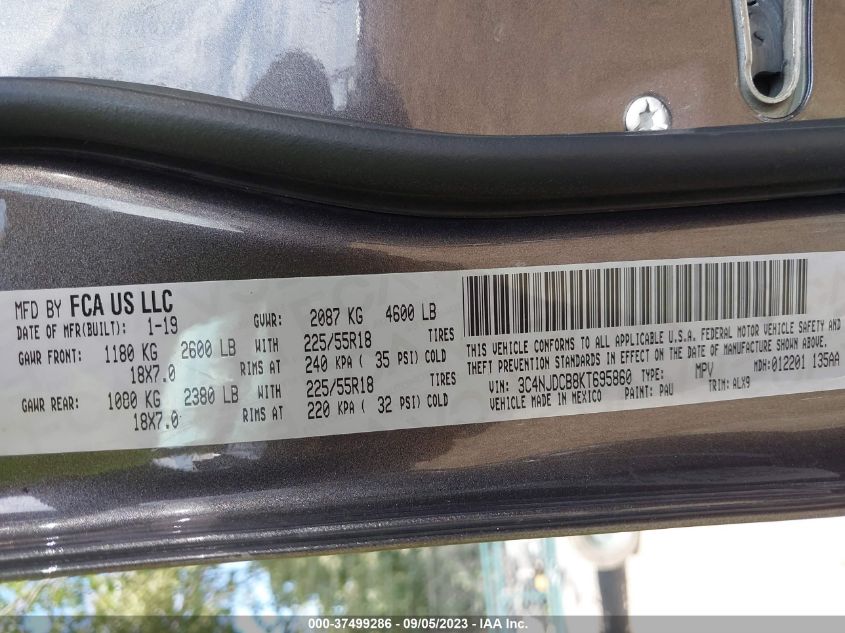 MFD BY FCA US LLC
DATE OF MFR(BUILT): 1-19 GVWR: 2087 KG 4600 LB
GAWR FRONT: 1180 KG 2600 LB WITH 225/55R18 TIRES
18X7.0 RIMS AT 240 KPA ( 35 PSI) COLD
GAWR REAR: 1080 KG 2380 LB WITH 225/55R18 TIRES
18X7.0 RIMS AT 220 KPA ( 32 PSI) COLD
THIS VEHICLE CONFORMS TO ALL APPLICABLE U.S.A. FEDERAL MOTOR VEHICLE SAFETY AND
THEFT PREVENTION STANDARDS IN EFFECT ON THE DATE OF MANUFACTURE SHOWN ABOVE.
VIN: 3C4NJDCB8KT695860 TYPE: MPV MDH: 012201 135AA
VEHICLE MADE IN MEXICO PAINT: PAU TRIM: ALX9
000-37499286 - 09/05/2023 - IAA Inc.